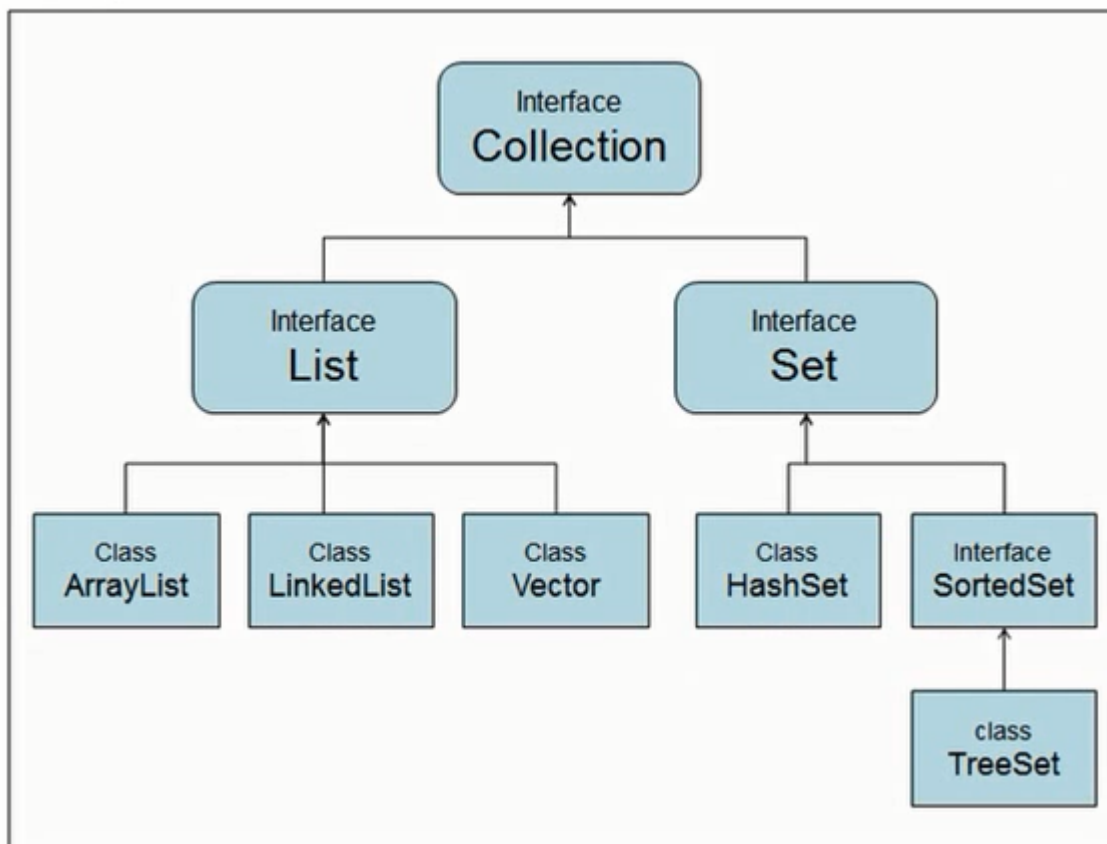 Interface
Collection
Interface
List
Interface
Set
Class
ArrayList
Class
LinkedList
Class
Vector
Class
HashSet
Interface
SortedSet
class
TreeSet